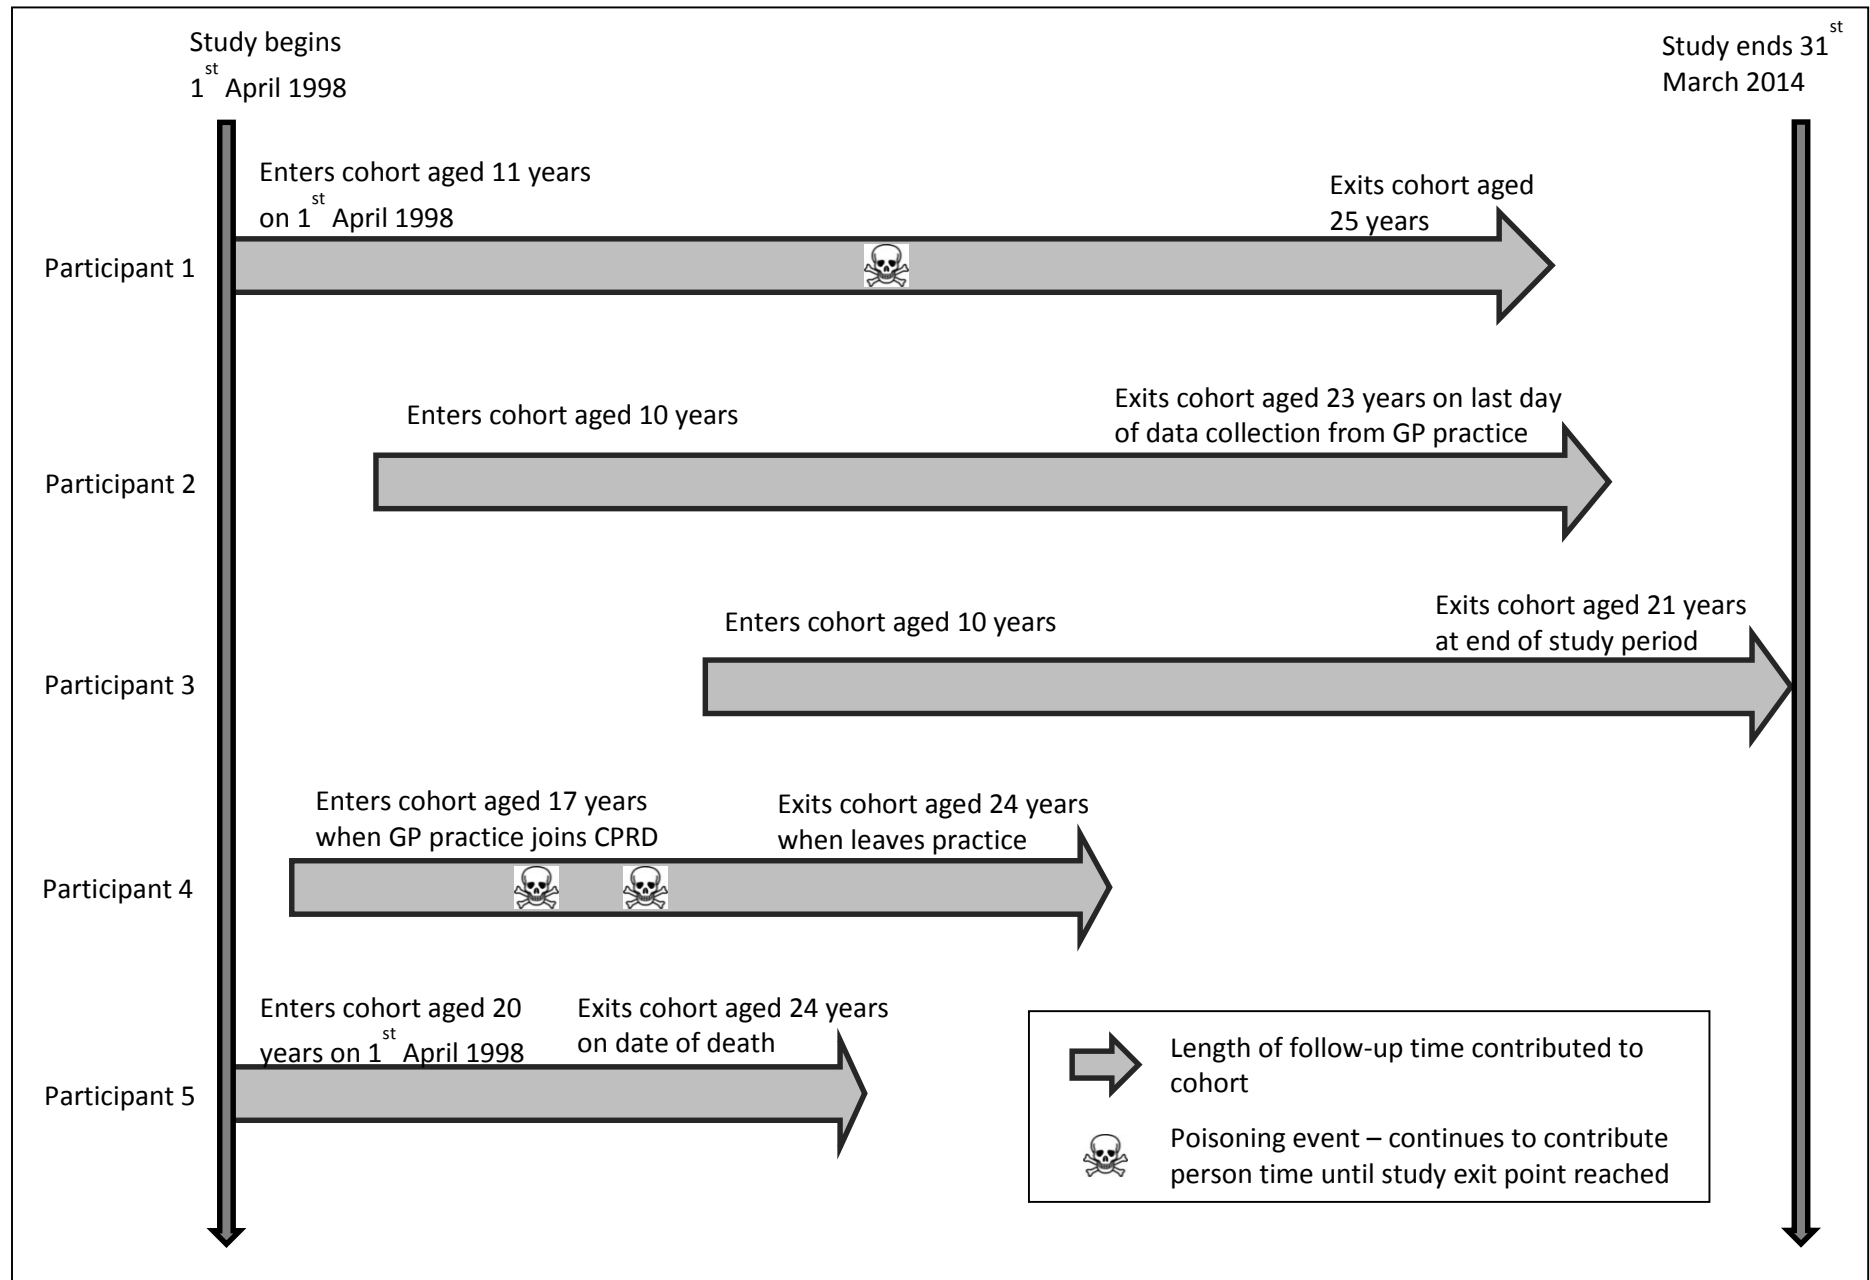 Study begins
1st April 1998
Study ends 31st
March 2014
Enters cohort aged 11 years
on 1st April 1998
Exits cohort aged
25 years
Participant 1
Enters cohort aged 10 years
Exits cohort aged 23 years on last day
of data collection from GP practice
Participant 2
Enters cohort aged 10 years
Exits cohort aged 21 years
at end of study period
Participant 3
Enters cohort aged 17 years
when GP practice joins CPRD
Exits cohort aged 24 years
when leaves practice
Participant 4
Enters cohort aged 20
years on 1st April 1998
Exits cohort aged 24 years
on date of death
Participant 5
Length of follow-up time contributed to
cohort
Poisoning event – continues to contribute
person time until study exit point reached